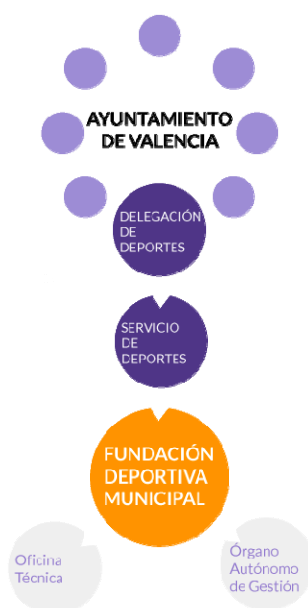 AYUNTAMIENTO
DE VALENCIA
DELEGACIÓN
DE
DEPORTES
SERVICIO
DE
DEPORTES
FUNDACIÓN
DEPORTIVA
MUNICIPAL
Oficina
Técnica
Órgano
Autónomo
de Gestión